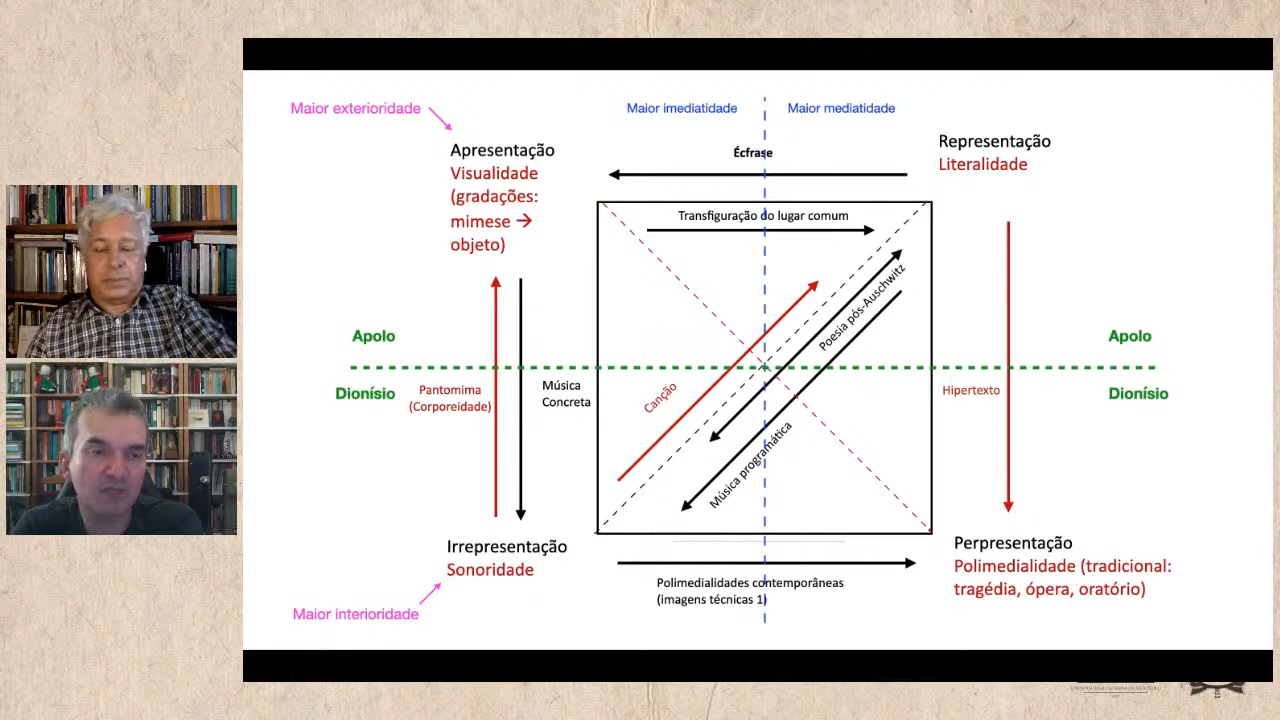 Maior exterioridade
Maior imediatidade
Maior mediatidade
Apresentação
Visualidade
(gradações:
mimese →
objeto)
Écfrase
Representação
Literalidade
Transfiguração do lugar comum
Poesia pós-Auschwitz
Apolo
Apolo
Dionísio
Dionísio
Pantomima
(Corporeidade)
Música
Concreta
Canção
Hipertexto
Música programática
Irrepresentação
Sonoridade
Maior interioridade
Perpresentação
Polimedialidade (tradicional:
tragédia, ópera, oratório)
Polimedialidades contemporâneas
(imagens técnicas 1)